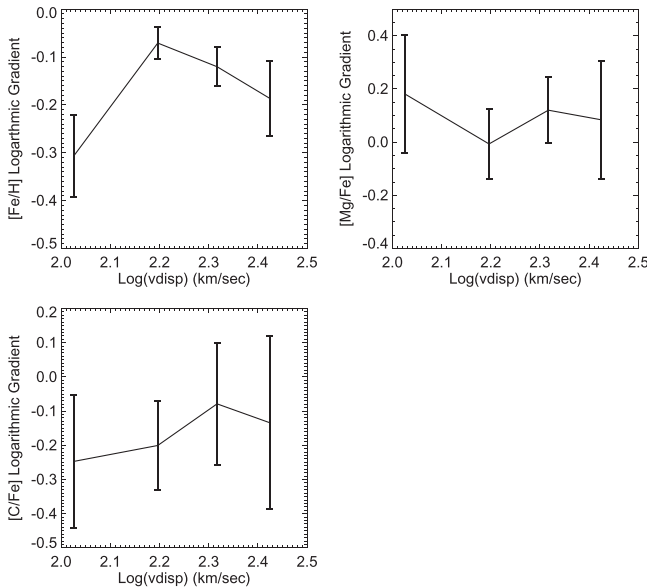 [Fe/H] Logarithmic Gradient
0.0
-0.1
-0.2
-0.3
-0.4
-0.5
2.0 2.1 2.2 2.3 2.4 2.5
Log(vdisp) (km/sec)
[Mg/Fe] Logarithmic Gradient
0.4
0.2
0.0
-0.2
-0.4
2.0 2.1 2.2 2.3 2.4 2.5
Log(vdisp) (km/sec)
[C/Fe] Logarithmic Gradient
0.2
0.1
0.0
-0.1
-0.2
-0.3
-0.4
-0.5
2.0 2.1 2.2 2.3 2.4 2.5
Log(vdisp) (km/sec)